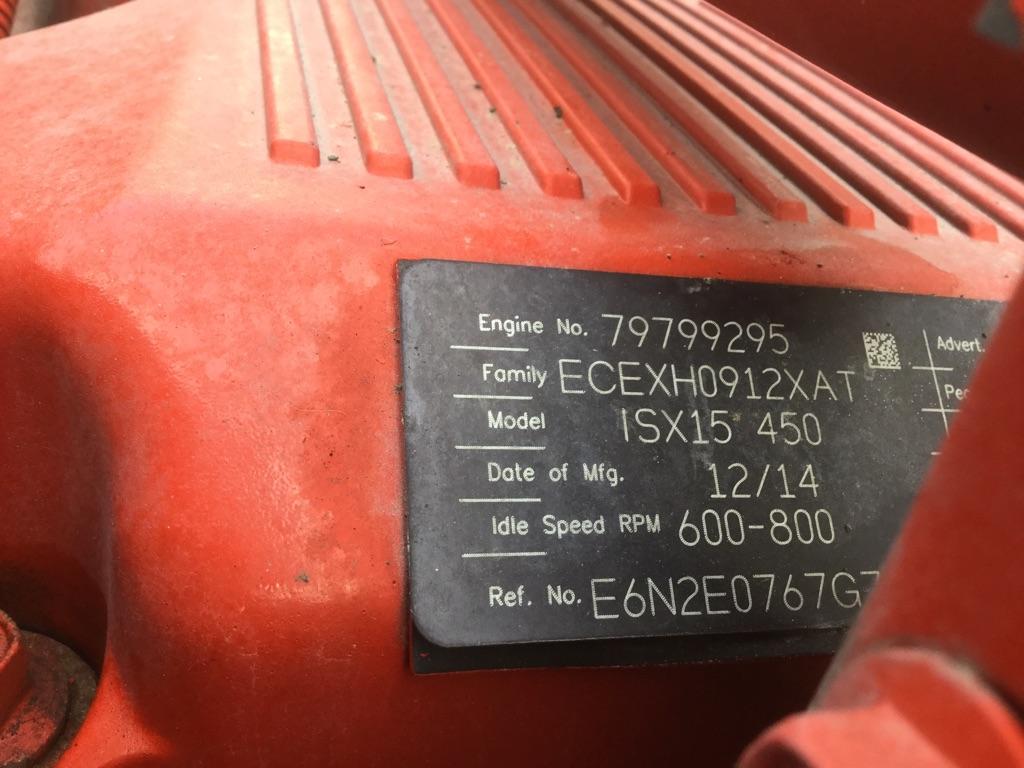 Engine No. 79799295
Family ECEXH0912XAT
Model ISX15 450
Date of Mfg. 12/14
Idle Speed RPM 600-800
Ref. No. E6N2E0767G
Advert.